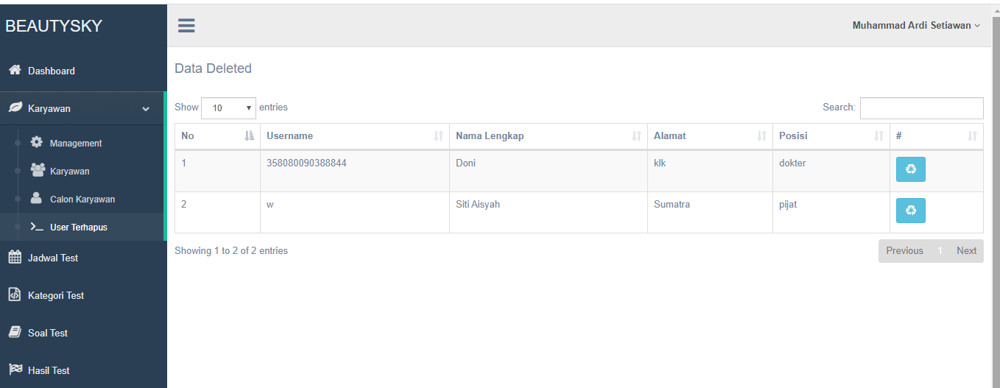 BEAUTYSKY
Muhammad Ardi Setiawan
Dashboard
Karyawan
Management
Karyawan
Calon Karyawan
User Terhapus
Jadwal Test
Kategori Test
Soal Test
Hasil Test
Data Deleted
Show 10 entries
Search:
No Username Nama Lengkap Alamat Posisi #
1 358080090388844 Doni klk dokter
2 w Siti Aisyah Sumatra pijat
Showing 1 to 2 of 2 entries
Previous 1 Next